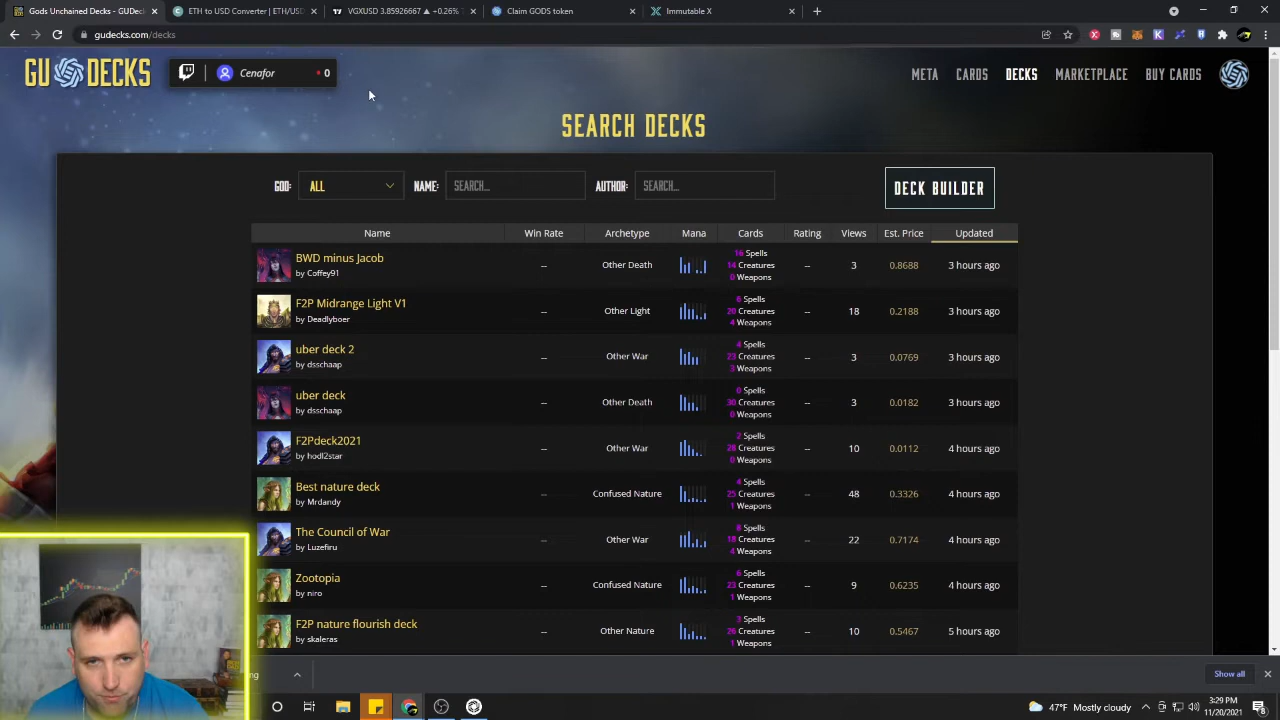 Gods Unchained Decks - GUDec
ETH to USD Converter | ETH/USD
VGXUSD 3.85926667 ▲ +0.26%
Claim GODS token
Immutable X
gudecks.com/decks
GU DECKS
Cenafor
0
META CARDS DECKS MARKETPLACE BUY CARDS
SEARCH DECKS
GOD: ALL NAME: SEARCH... AUTHOR: SEARCH... DECK BUILDER
Name Win Rate Archetype Mana Cards Rating Views Est. Price Updated
BWD minus Jacob
by Coffey91
-- Other Death
16 Spells
14 Creatures
0 Weapons
-- 3 0.8688 3 hours ago
F2P Midrange Light V1
by Deadlyboer
-- Other Light
6 Spells
20 Creatures
4 Weapons
-- 18 0.2188 3 hours ago
uber deck 2
by dsschaap
-- Other War
4 Spells
23 Creatures
3 Weapons
-- 3 0.0769 3 hours ago
uber deck
by dsschaap
-- Other Death
0 Spells
30 Creatures
0 Weapons
-- 3 0.0182 3 hours ago
F2Pdeck2021
by hodl2star
-- Other War
2 Spells
28 Creatures
0 Weapons
-- 10 0.0112 4 hours ago
Best nature deck
by Mrdandy
-- Confused Nature
4 Spells
25 Creatures
1 Weapons
-- 48 0.3326 4 hours ago
The Council of War
by Luzefiru
-- Other War
8 Spells
18 Creatures
4 Weapons
-- 22 0.7174 4 hours ago
Zootopia
by niro
-- Confused Nature
6 Spells
23 Creatures
1 Weapons
-- 9 0.6235 4 hours ago
F2P nature flourish deck
by skaleras
-- Other Nature
3 Spells
26 Creatures
1 Weapons
-- 10 0.5467 5 hours ago
Show all
47°F Mostly cloudy
3:29 PM
11/20/2021